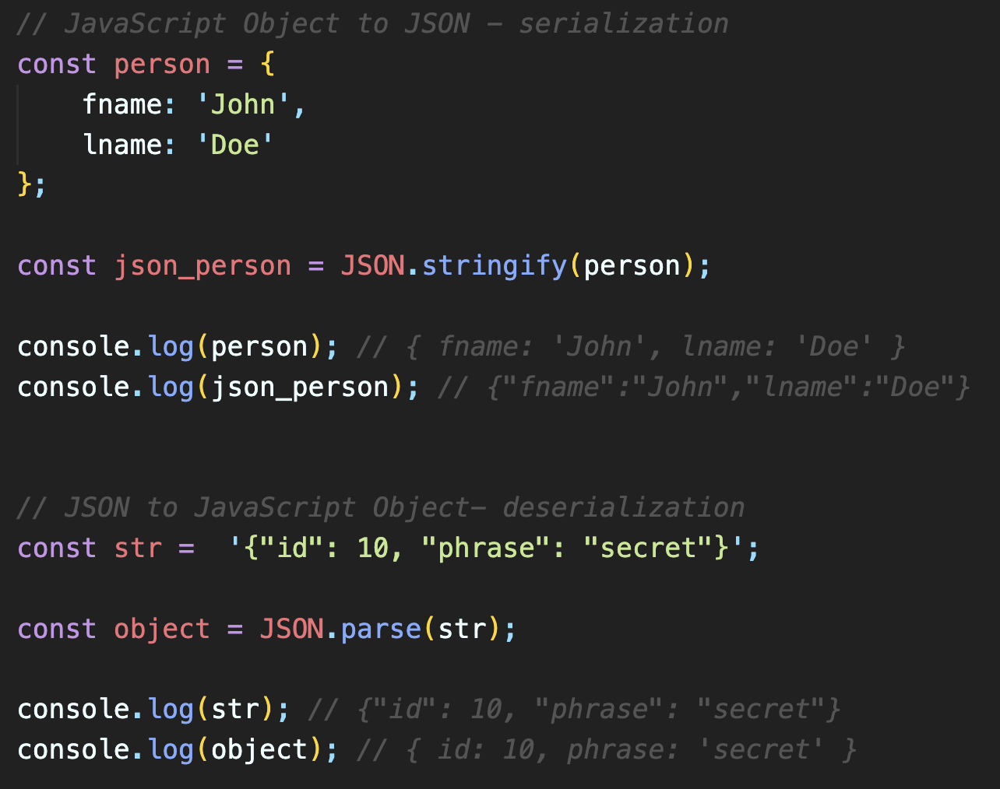 // JavaScript Object to JSON - serialization
const person = {
    fname: 'John',
    lname: 'Doe'
};
const json_person = JSON.stringify(person);
console.log(person); // { fname: 'John', lname: 'Doe' }
console.log(json_person); // {"fname":"John","lname":"Doe"}
// JSON to JavaScript Object- deserialization
const str =  '{"id": 10, "phrase": "secret"}';
const object = JSON.parse(str);
console.log(str); // {"id": 10, "phrase": "secret"}
console.log(object); // { id: 10, phrase: 'secret' }